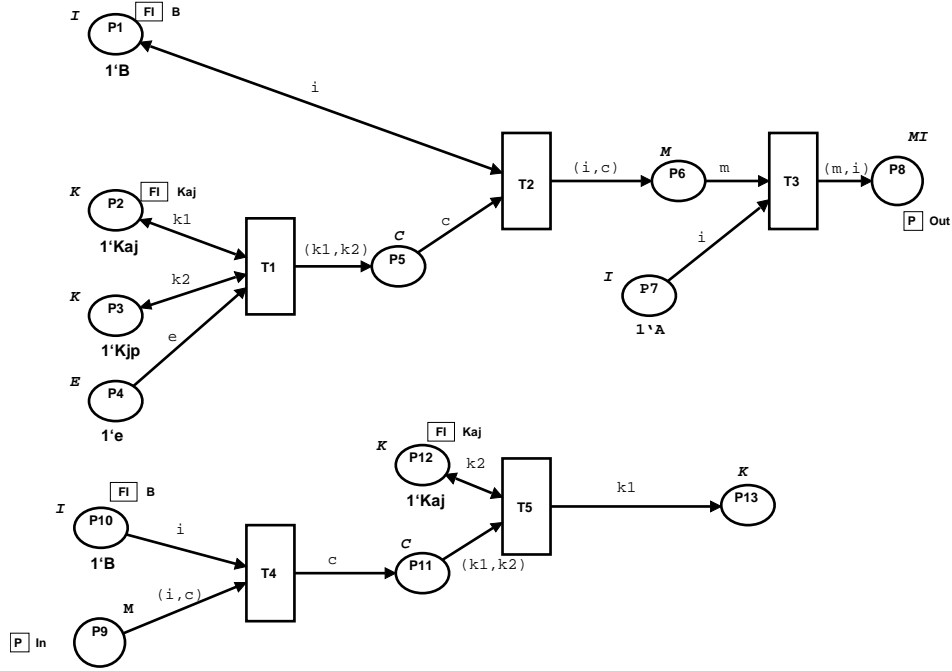 I P1 FI B
1‘B
i
K P2 FI Kaj
k1
1‘Kaj
K P3
k2
1‘Kjp
E P4
e
1‘e
T1
(k1,k2)
C
P5
c
T2
(i,c)
M
P6
m
T3
(m,i)
MI
P8
P Out
i
I P7
1‘A
FI B
I P10
i
1‘B
M
P9
P In
(i,c)
T4
c
C
P11
(k1,k2)
FI Kaj
K P12
k2
1‘Kaj
T5
k1
K
P13